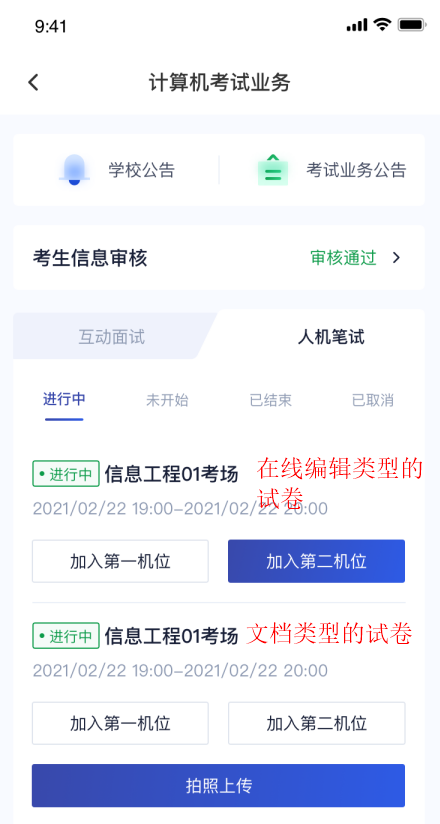 9:41
计算机考试业务
学校公告
考试业务公告
考生信息审核
审核通过
互动面试
人机笔试
进行中
未开始
已结束
已取消
进行中
信息工程01考场
在线编辑类型的
试卷
2021/02/22 19:00-2021/02/22 20:00
加入第一机位
加入第二机位
进行中
信息工程01考场
文档类型的试卷
2021/02/22 19:00-2021/02/22 20:00
加入第一机位
加入第二机位
拍照上传